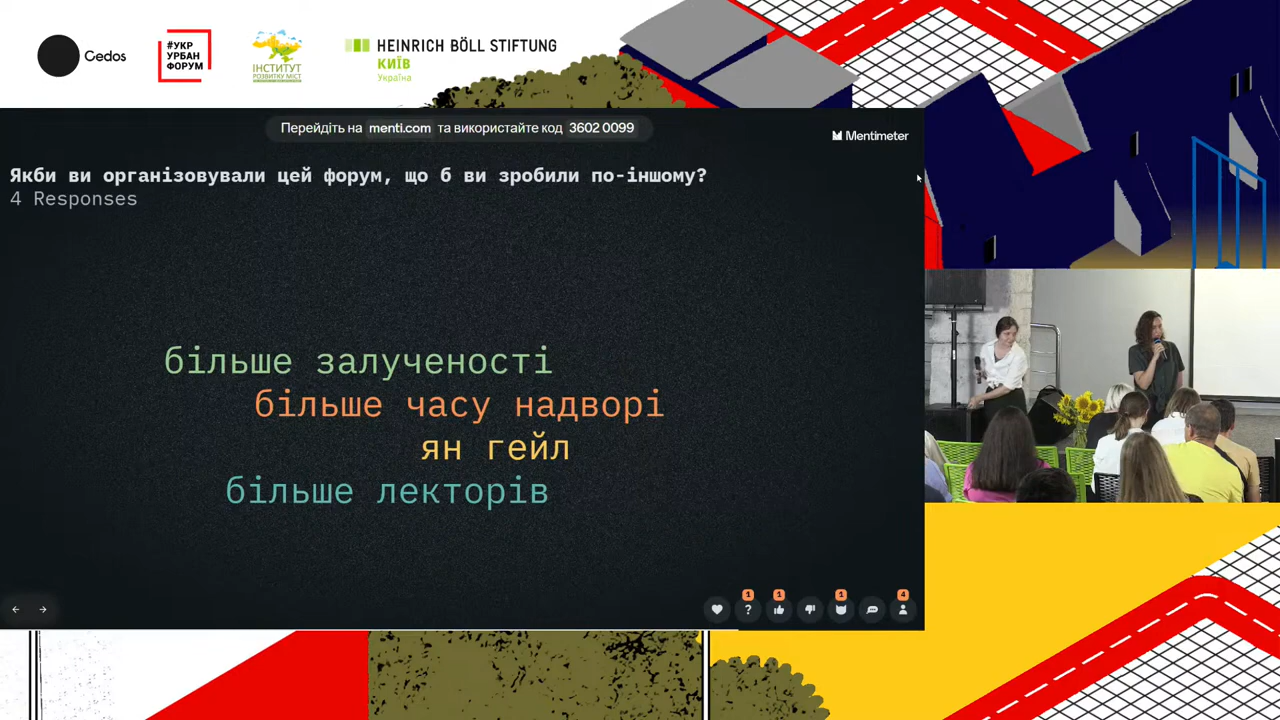 Cedos
#УКР
УРБАН
ФОРУМ
ІНСТИТУТ
РОЗВИТКУ МІСТ
HEINRICH BÖLL STIFTUNG
КИЇВ
Україна
Перейдіть на menti.com та використайте код 3602 0099
Mentimeter
Якби ви організовували цей форум, що б ви зробили по-іншому?
4 Responses
більше залученості
більше часу надворі
ян гейл
більше лекторів
1 1 1 4
?